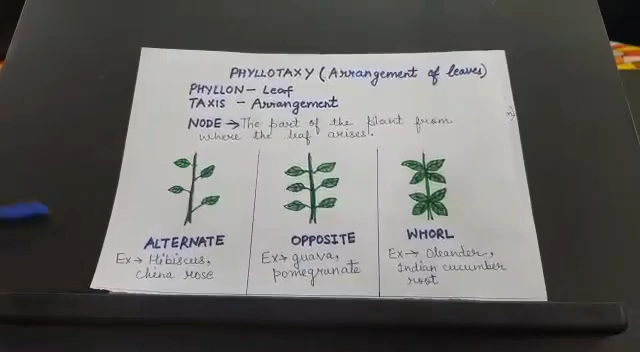 PHYLLOTAXY (Arrangement of leaves)
PHYLLON - Leaf
TAXIS - Arrangement
NODE → The part of the plant from
where the leaf arises.
ALTERNATE
Ex → Hibiscus,
china rose
OPPOSITE
Ex → guava,
pomegranate
WHORL
Ex → Oleander,
Indian cucumber
root